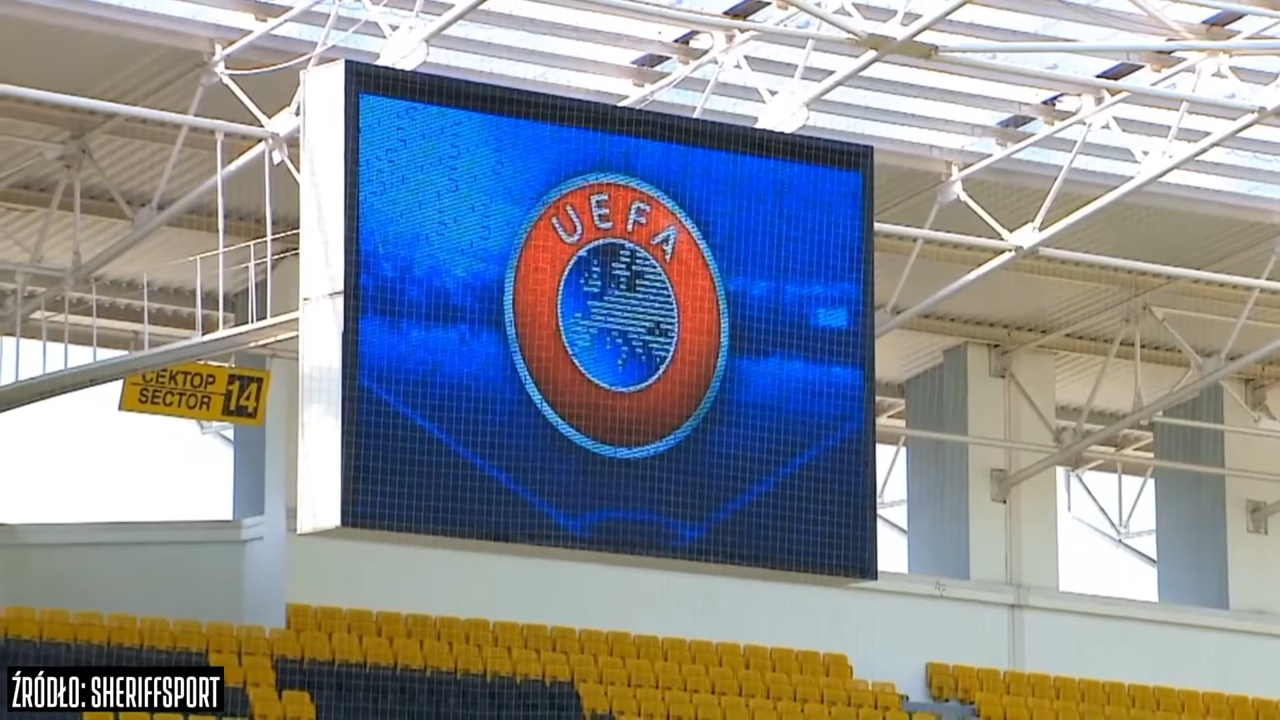 UEFA
СЕКТОР
SECTOR 14
ŹRÓDŁO: SHERIFFSPORT